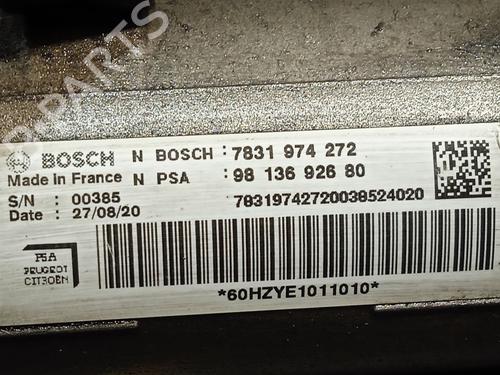 BOSCH N BOSCH : 7831 974 272
Made in France N PSA : 98 136 926 80
S/N : 00385 78319742720038524020
Date : 27/08/20
PSA
PEUGEOT
CITROËN
*60HZYE1011010*